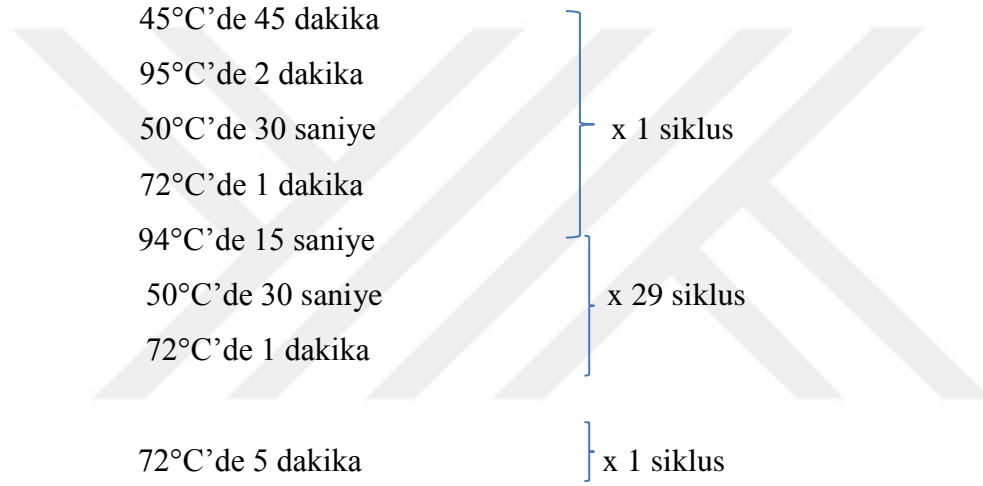 45°C’de 45 dakika
95°C’de 2 dakika
50°C’de 30 saniye x 1 siklus
72°C’de 1 dakika
94°C’de 15 saniye
50°C’de 30 saniye x 29 siklus
72°C’de 1 dakika
72°C’de 5 dakika x 1 siklus